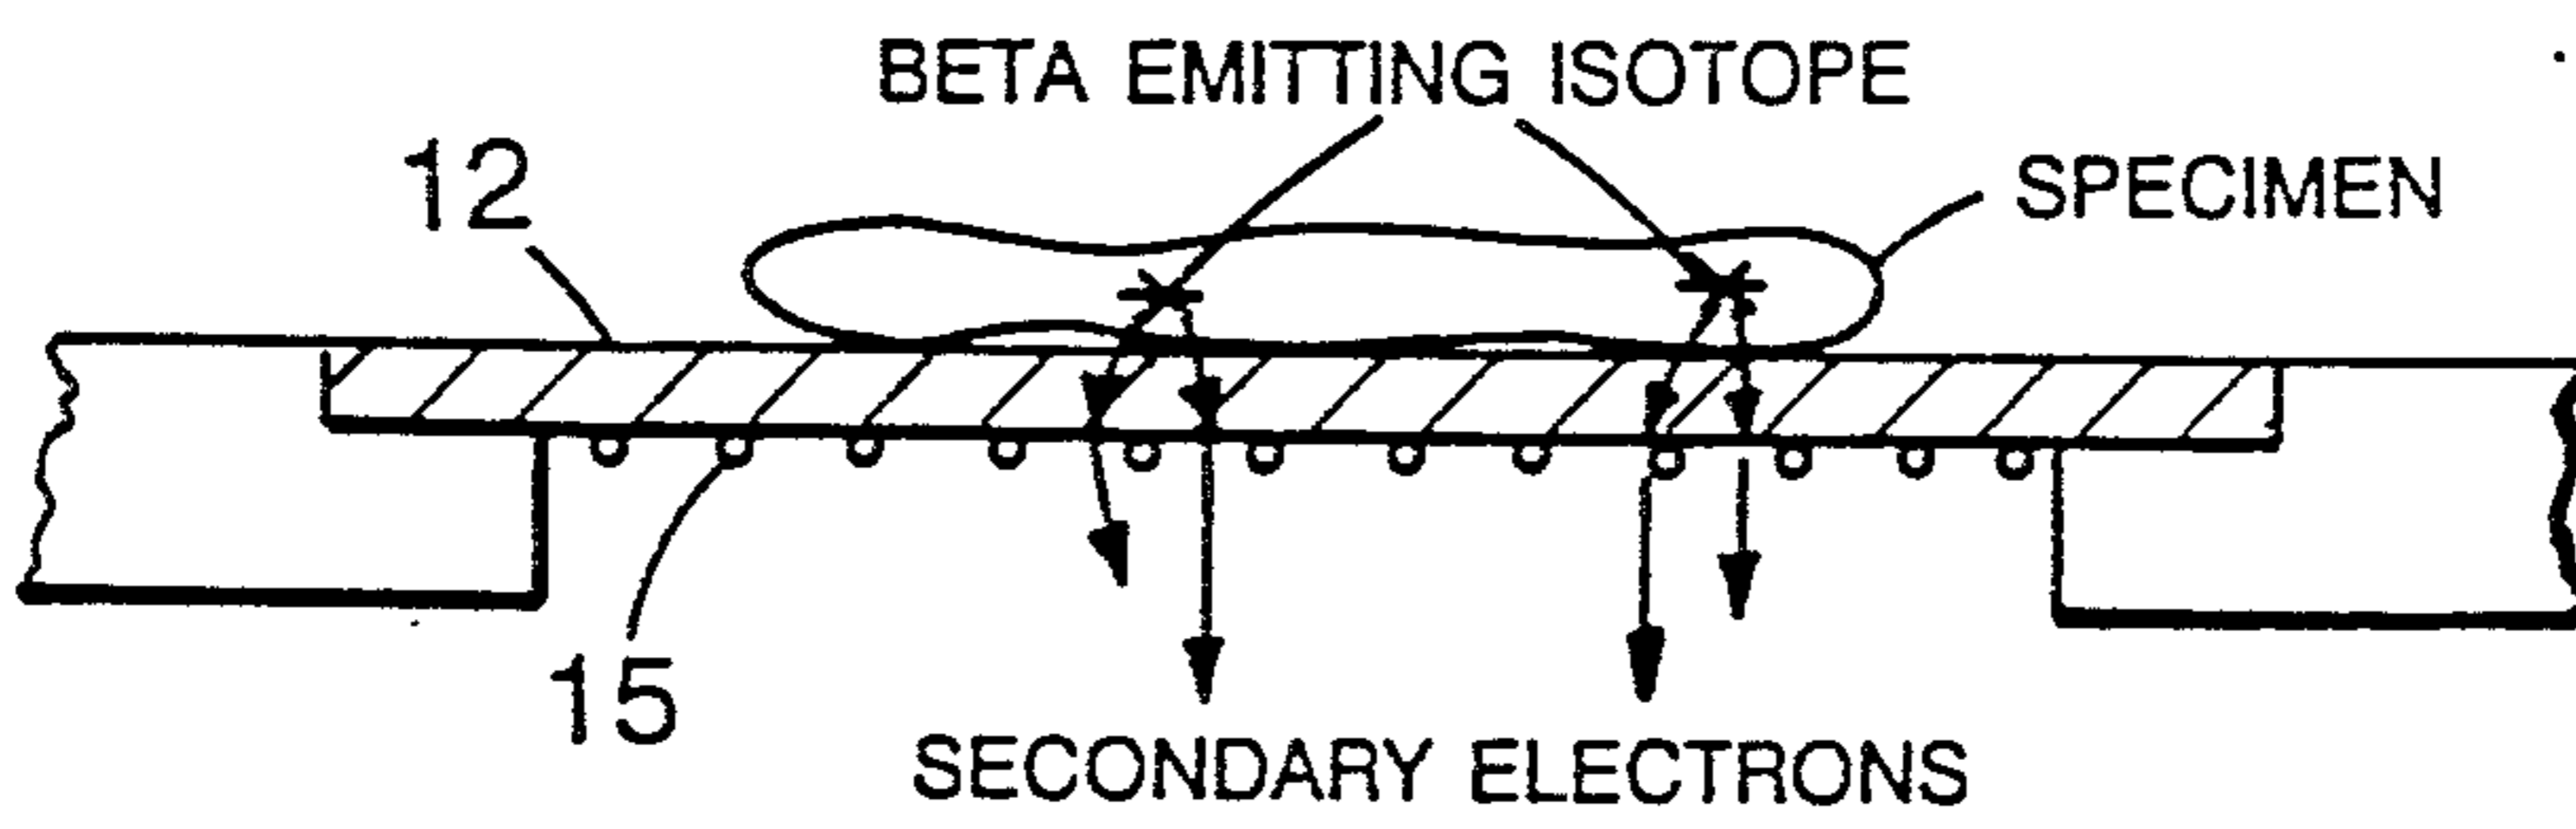 BETA EMITTING ISOTOPE
12
SPECIMEN
15
SECONDARY ELECTRONS